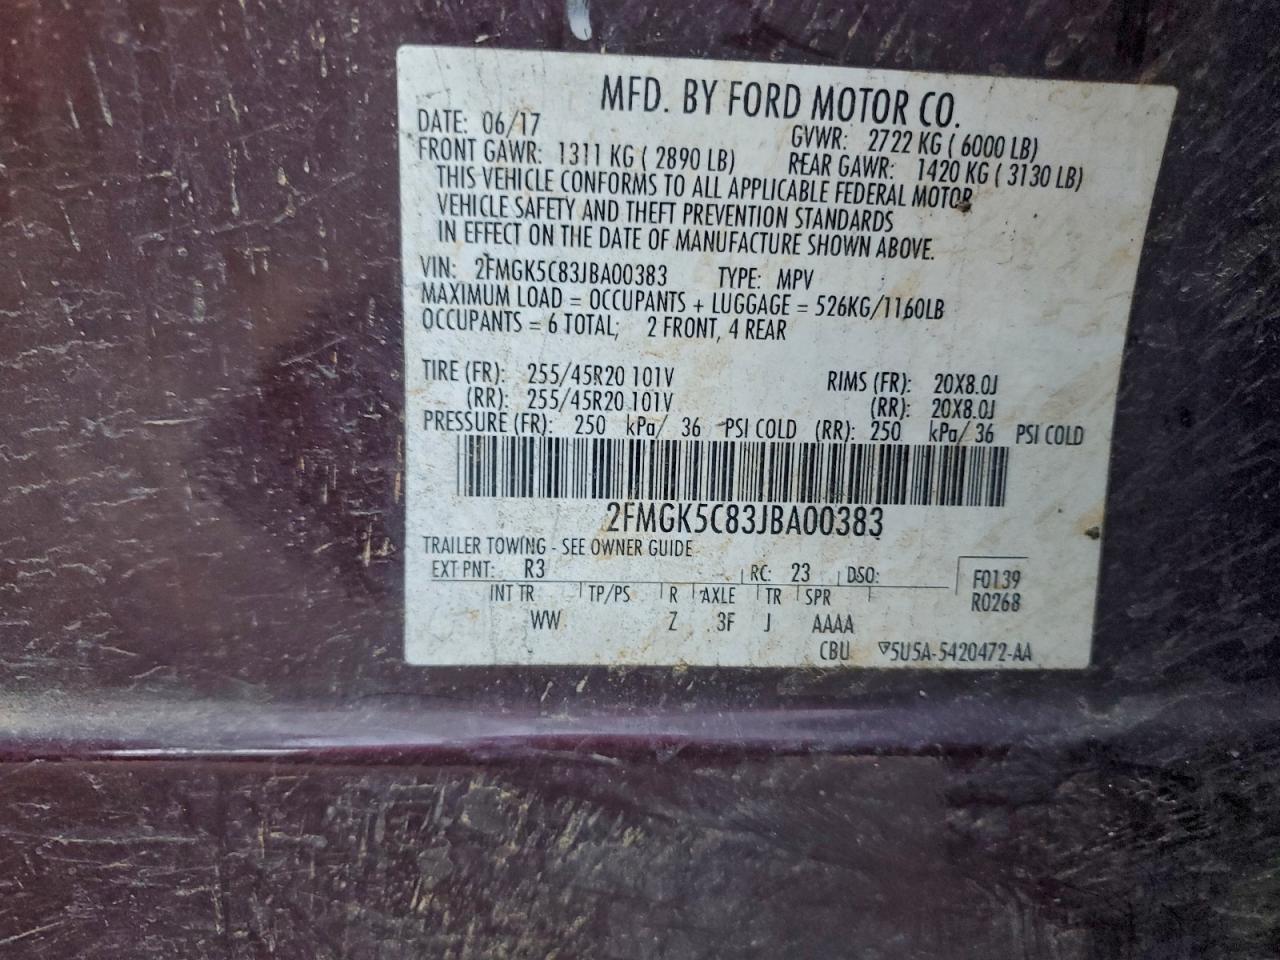 MFD. BY FORD MOTOR CO.
DATE: 06/17 GVWR: 2722 KG ( 6000 LB)
FRONT GAWR: 1311 KG ( 2890 LB) REAR GAWR: 1420 KG ( 3130 LB)
THIS VEHICLE CONFORMS TO ALL APPLICABLE FEDERAL MOTOR
VEHICLE SAFETY AND THEFT PREVENTION STANDARDS
IN EFFECT ON THE DATE OF MANUFACTURE SHOWN ABOVE.
VIN: 2FMGK5C83JBA00383 TYPE: MPV
MAXIMUM LOAD = OCCUPANTS + LUGGAGE = 526KG/1160LB
OCCUPANTS = 6 TOTAL; 2 FRONT, 4 REAR
TIRE (FR): 255/45R20 101V RIMS (FR): 20X8.0J
(RR): 255/45R20 101V (RR): 20X8.0J
PRESSURE (FR): 250 kPa/ 36 PSI COLD (RR): 250 kPa/ 36 PSI COLD
2FMGK5C83JBA00383
TRAILER TOWING - SEE OWNER GUIDE
EXT PNT: R3 RC: 23 DSO: F0139
R0268
INT TR TP/PS R AXLE TR SPR
WW Z 3F J AAAA
CBU 5U5A-5420472-AA